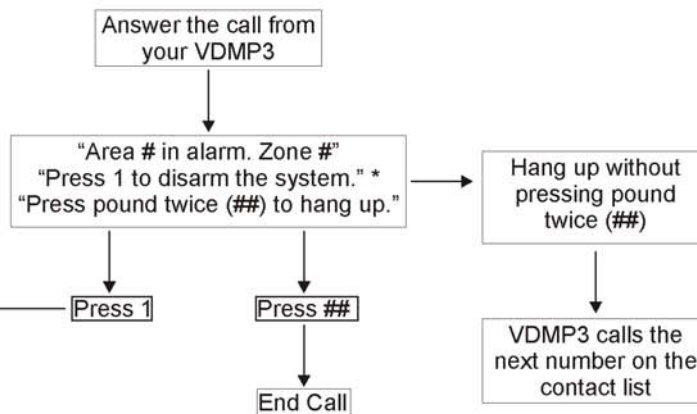 Answer the call from
your VDMP3
“Area # in alarm. Zone #”
“Press 1 to disarm the system.” *
“Press pound twice (##) to hang up.”
Hang up without
pressing pound
twice (##)
Press 1
Press ##
VDMP3 calls the
next number on the
contact list
End Call